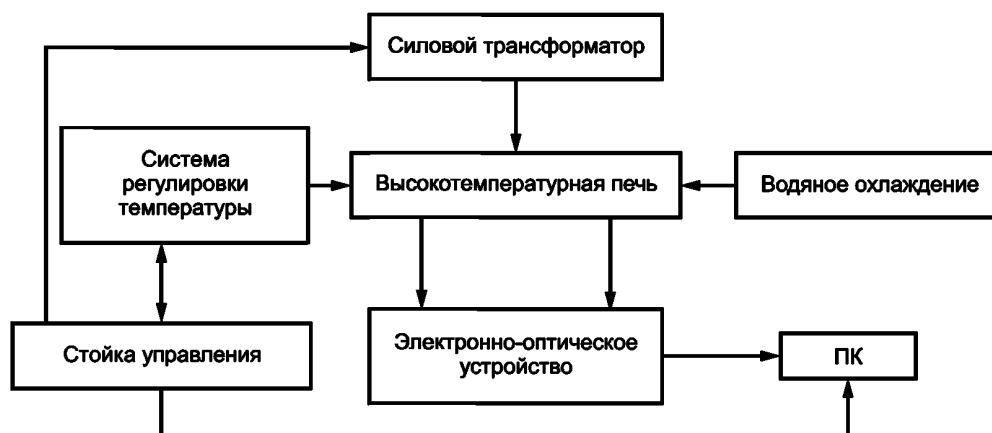 Силовой трансформатор
Система
регулировки
температуры
Высокотемпературная печь
Водяное охлаждение
Стойка управления
Электронно-оптическое
устройство
ПК